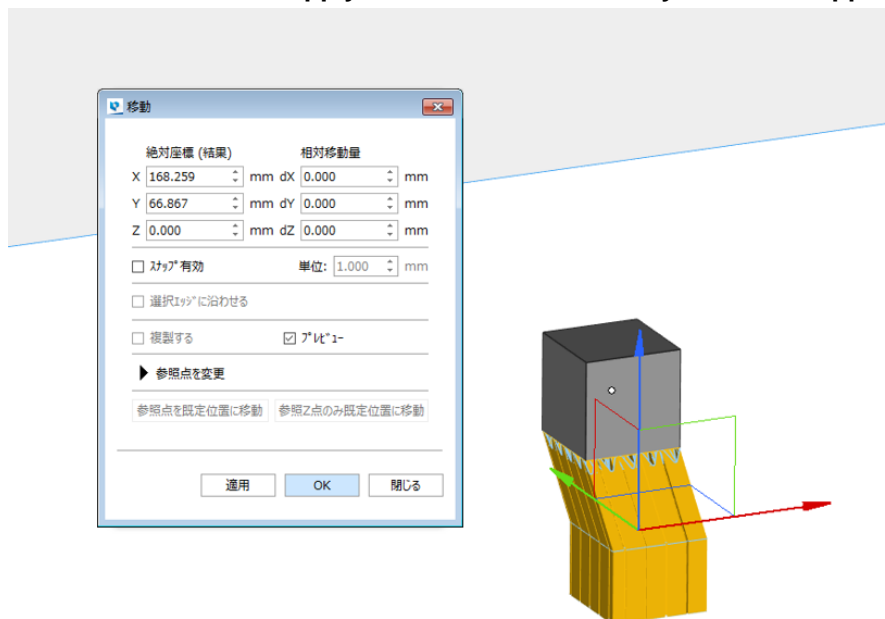 移動
絶対座標 (結果) 相対移動量
X 168.259 mm dX 0.000 mm
Y 66.867 mm dY 0.000 mm
Z 0.000 mm dZ 0.000 mm
ｽﾅｯﾌﾟ有効 単位: 1.000 mm
選択ｴｯｼﾞに沿わせる
複製する ﾌﾟﾚﾋﾞｭｰ
参照点を変更
参照点を既定位置に移動 参照Z点のみ既定位置に移動
適用 OK 閉じる